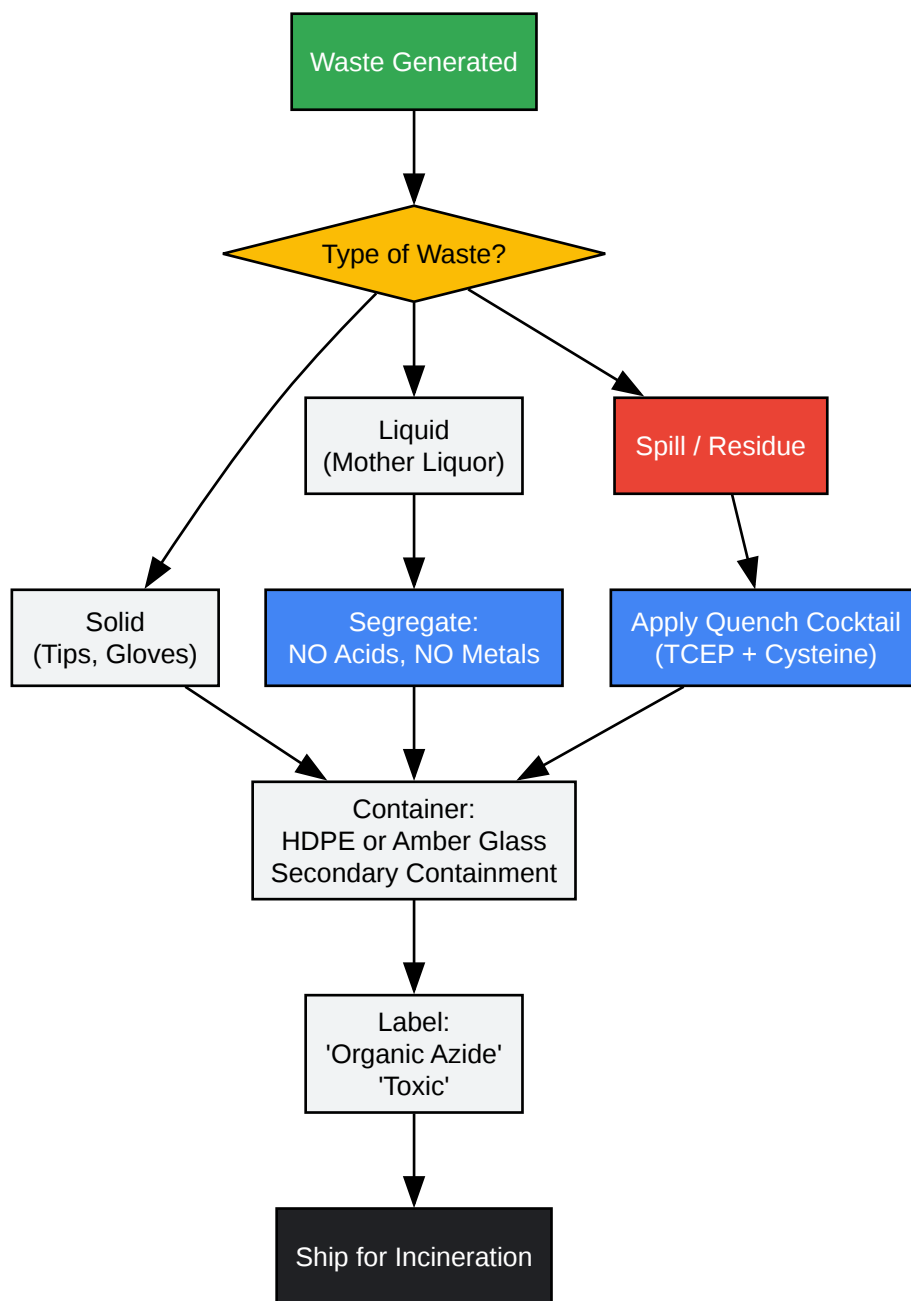 Waste Generated
Type of Waste?
Liquid
(Mother Liquor)
Spill / Residue
Solid
(Tips, Gloves)
Segregate:
NO Acids, NO Metals
Apply Quench Cocktail
(TCEP + Cysteine)
Container:
HDPE or Amber Glass
Secondary Containment
Label:
'Organic Azide'
'Toxic'
Ship for Incineration